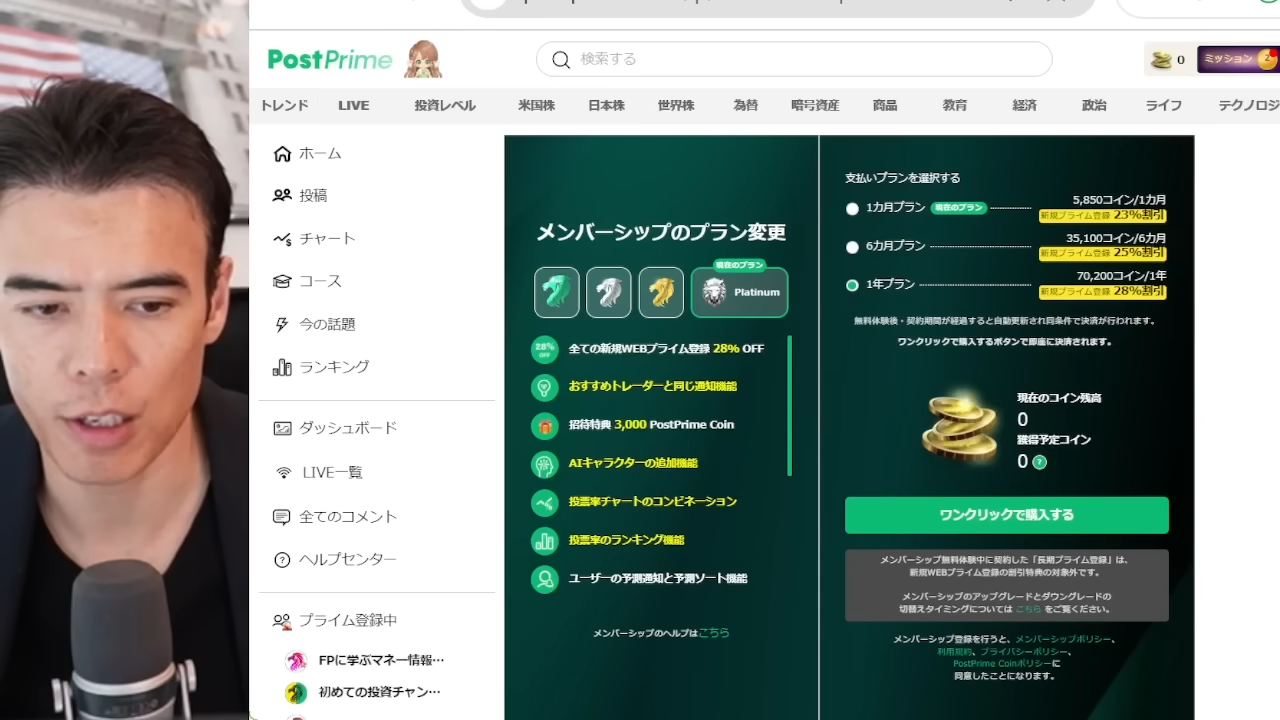 PostPrime
検索する
0
ミッション
2
トレンド
LIVE
投資レベル
米国株
日本株
世界株
為替
暗号資産
商品
教育
経済
政治
ライフ
テクノロジ
ホーム
投稿
チャート
コース
今の話題
ランキング
ダッシュボード
LIVE一覧
全てのコメント
ヘルプセンター
プライム登録中
FPに学ぶマネー情報…
初めての投資チャン…
メンバーシップのプラン変更
現在のプラン
Platinum
28% OFF
全ての新規WEBプライム登録 28% OFF
おすすめトレーダーと同じ通知機能
招待特典 3,000 PostPrime Coin
AIキャラクターの追加機能
投票率チャートのコンビネーション
投票率のランキング機能
ユーザーの予測通知と予測ソート機能
メンバーシップのヘルプはこちら
支払いプランを選択する
1カ月プラン 現在のプラン 5,850コイン/1カ月
新規プライム登録 23%割引
6カ月プラン 35,100コイン/6カ月
新規プライム登録 25%割引
1年プラン 70,200コイン/1年
新規プライム登録 28%割引
無料体験後・契約期間が経過すると自動更新され同条件で決済が行われます。
ワンクリックで購入するボタンで即座に決済されます。
現在のコイン残高
0
獲得予定コイン
0 ?
ワンクリックで購入する
メンバーシップ無料体験中に契約した「長期プライム登録」は、
新規WEBプライム登録の割引特典の対象外です。
メンバーシップのアップグレードとダウングレードの
切替えタイミングについては こちら をご覧ください。
メンバーシップ登録を行うと、メンバーシップポリシー、
利用規約、プライバシーポリシー、
PostPrime Coinポリシーに
同意したことになります。